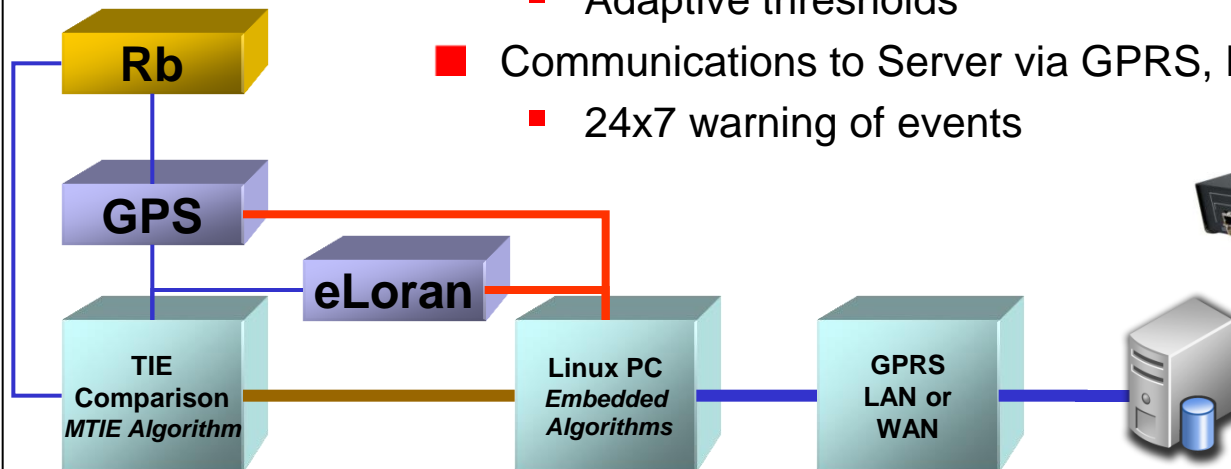 Adaptive thresholds
Communications to Server via GPRS,
24x7 warning of events
Rb
GPS
eLoran
TIE
Comparison
MTIE Algorithm
Linux PC
Embedded
Algorithms
GPRS
LAN or
WAN